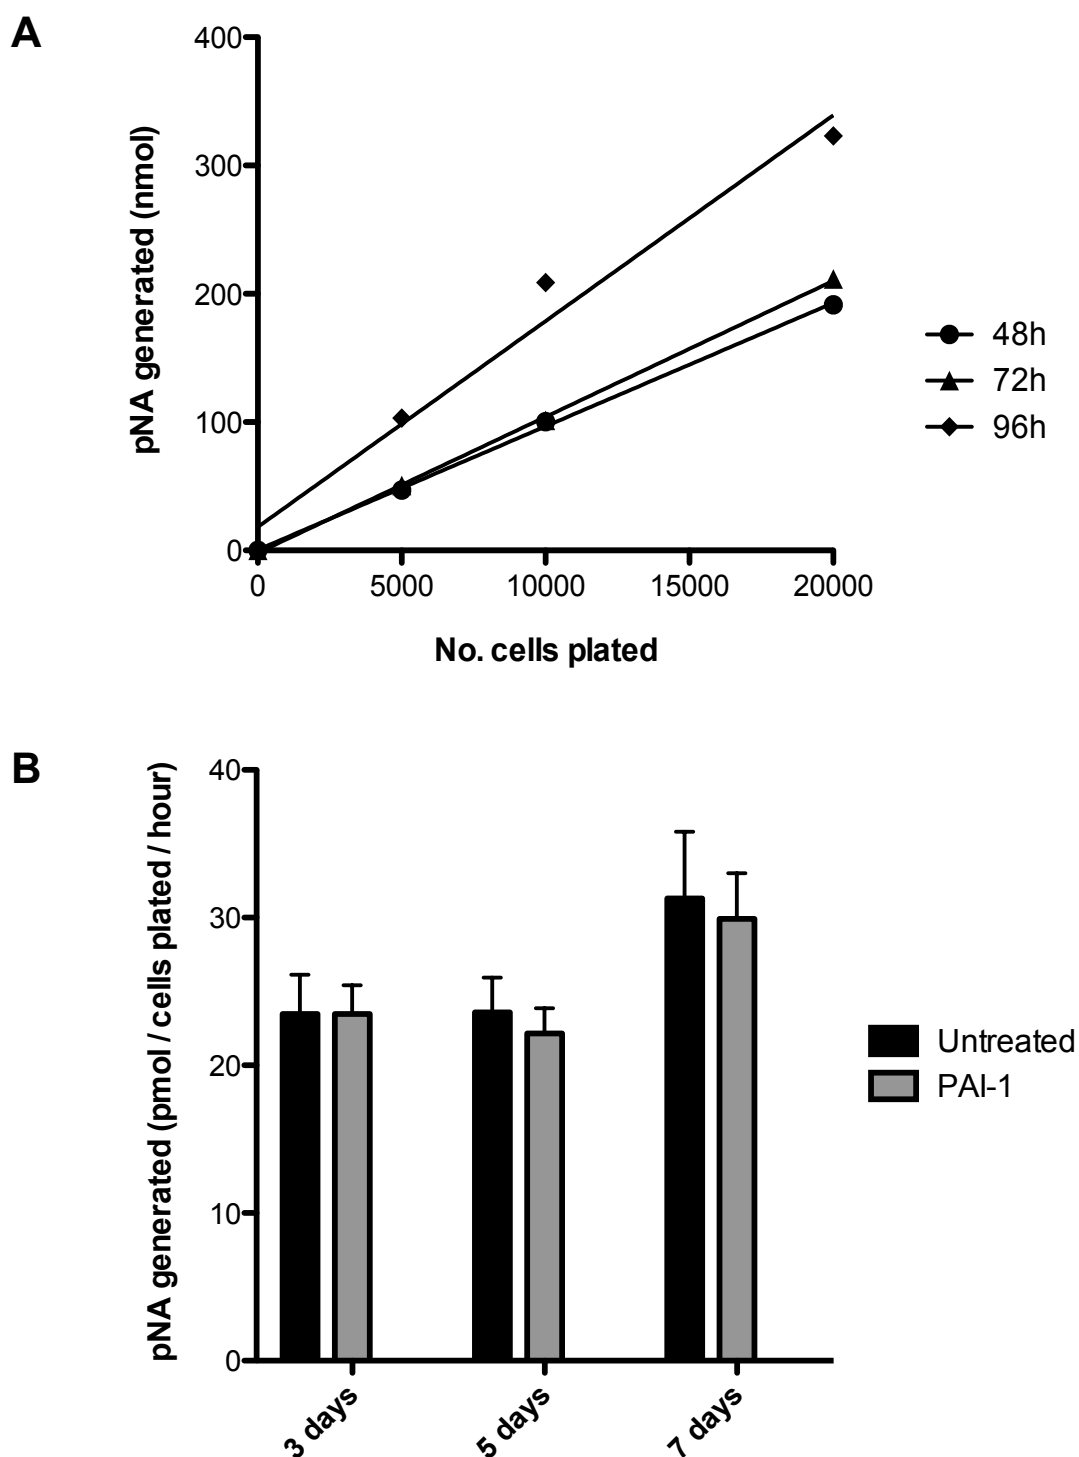 A
pNA generated (nmol)
400
300
200
100
0
0 5000 10000 15000 20000
No. cells plated
48h
72h
96h
B
pNA generated (pmol / cells plated / hour)
40
30
20
10
0
3 days 5 days 7 days
Untreated
PAI-1